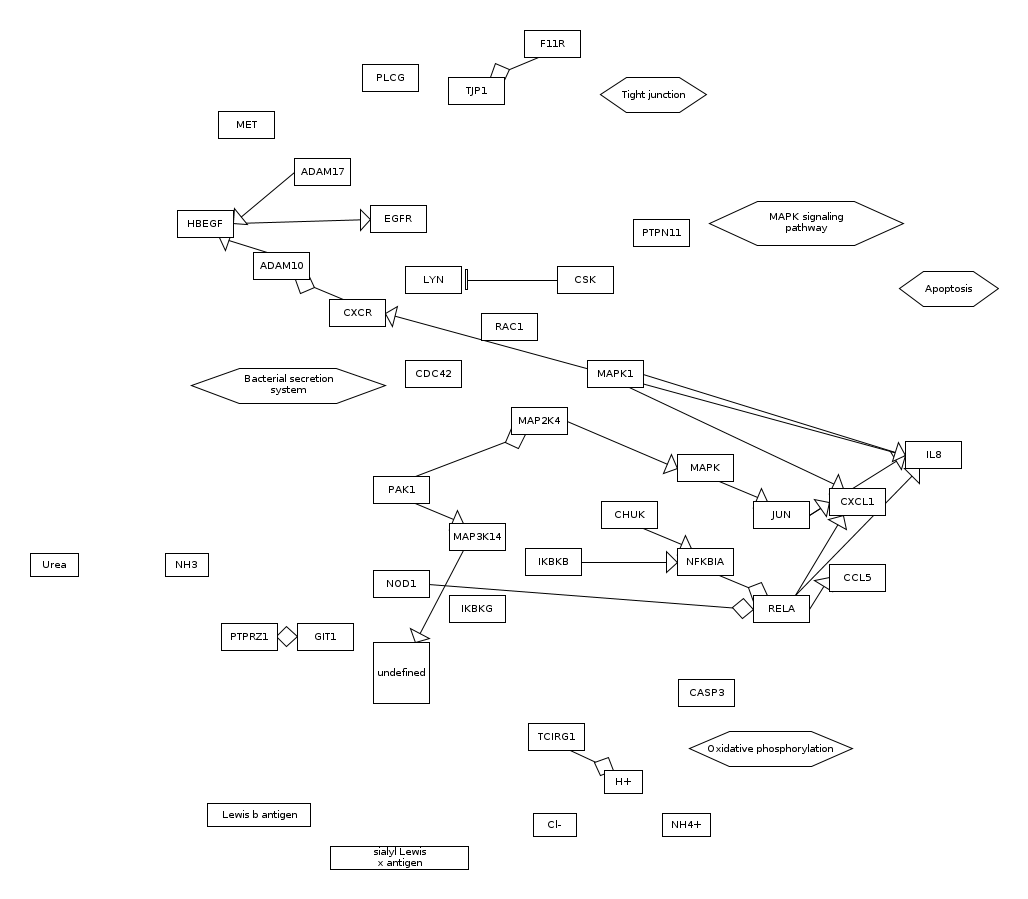 F11R
PLCG
TJP1
Tight junction
MET
ADAM17
HBEGF
EGFR
MAPK signaling
pathway
PTPN11
ADAM10
LYN
CSK
Apoptosis
CXCR
RAC1
CDC42
MAPK1
Bacterial secretion
system
MAP2K4
IL8
MAPK
PAK1
CXCL1
CHUK
JUN
MAP3K14
Urea
NH3
IKBKB
NFKBIA
NOD1
CCL5
IKBKG
RELA
PTPRZ1
GIT1
undefined
CASP3
TCIRG1
Oxidative phosphorylation
H+
Lewis b antigen
Cl-
NH4+
sialyl Lewis
x antigen